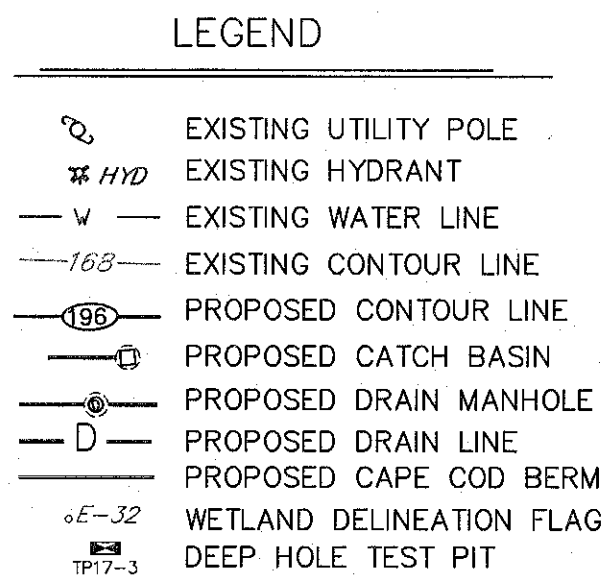 LEGEND
EXISTING UTILITY POLE
HYD EXISTING HYDRANT
W EXISTING WATER LINE
168 EXISTING CONTOUR LINE
196 PROPOSED CONTOUR LINE
PROPOSED CATCH BASIN
D PROPOSED DRAIN MANHOLE
D PROPOSED DRAIN LINE
PROPOSED CAPE COD BERM
E-32 WETLAND DELINEATION FLAG
TP17-3 DEEP HOLE TEST PIT